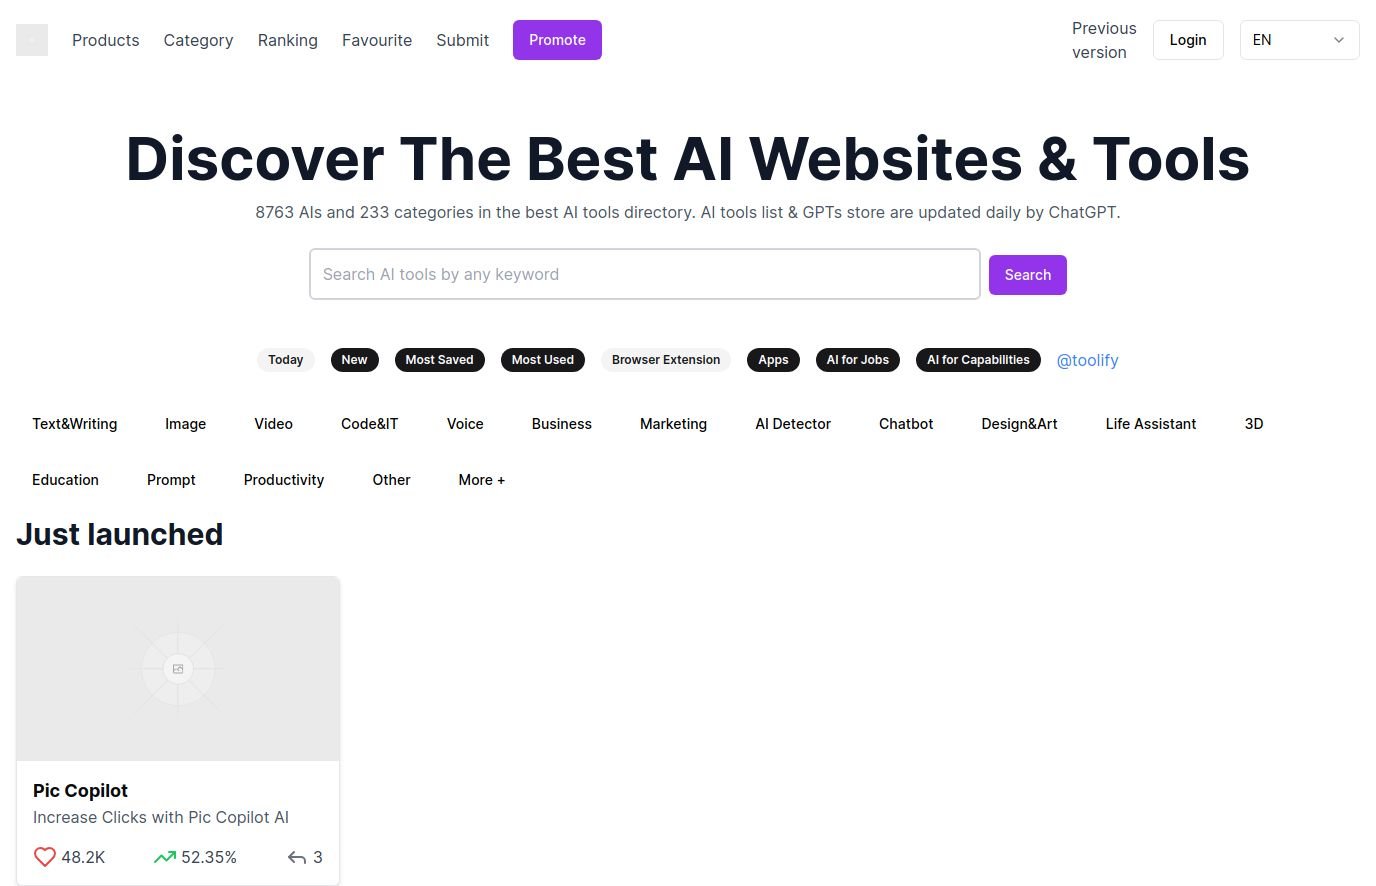 Products Category Ranking Favourite Submit Promote
Previous
version
Login
EN
Discover The Best AI Websites & Tools
8763 AIs and 233 categories in the best AI tools directory. AI tools list & GPTs store are updated daily by ChatGPT.
Search AI tools by any keyword
Search
Today New Most Saved Most Used Browser Extension Apps AI for Jobs AI for Capabilities @toolify
Text&Writing Image Video Code&IT Voice Business Marketing AI Detector Chatbot Design&Art Life Assistant 3D
Education Prompt Productivity Other More +
Just launched
Pic Copilot
Increase Clicks with Pic Copilot AI
48.2K 52.35% 3